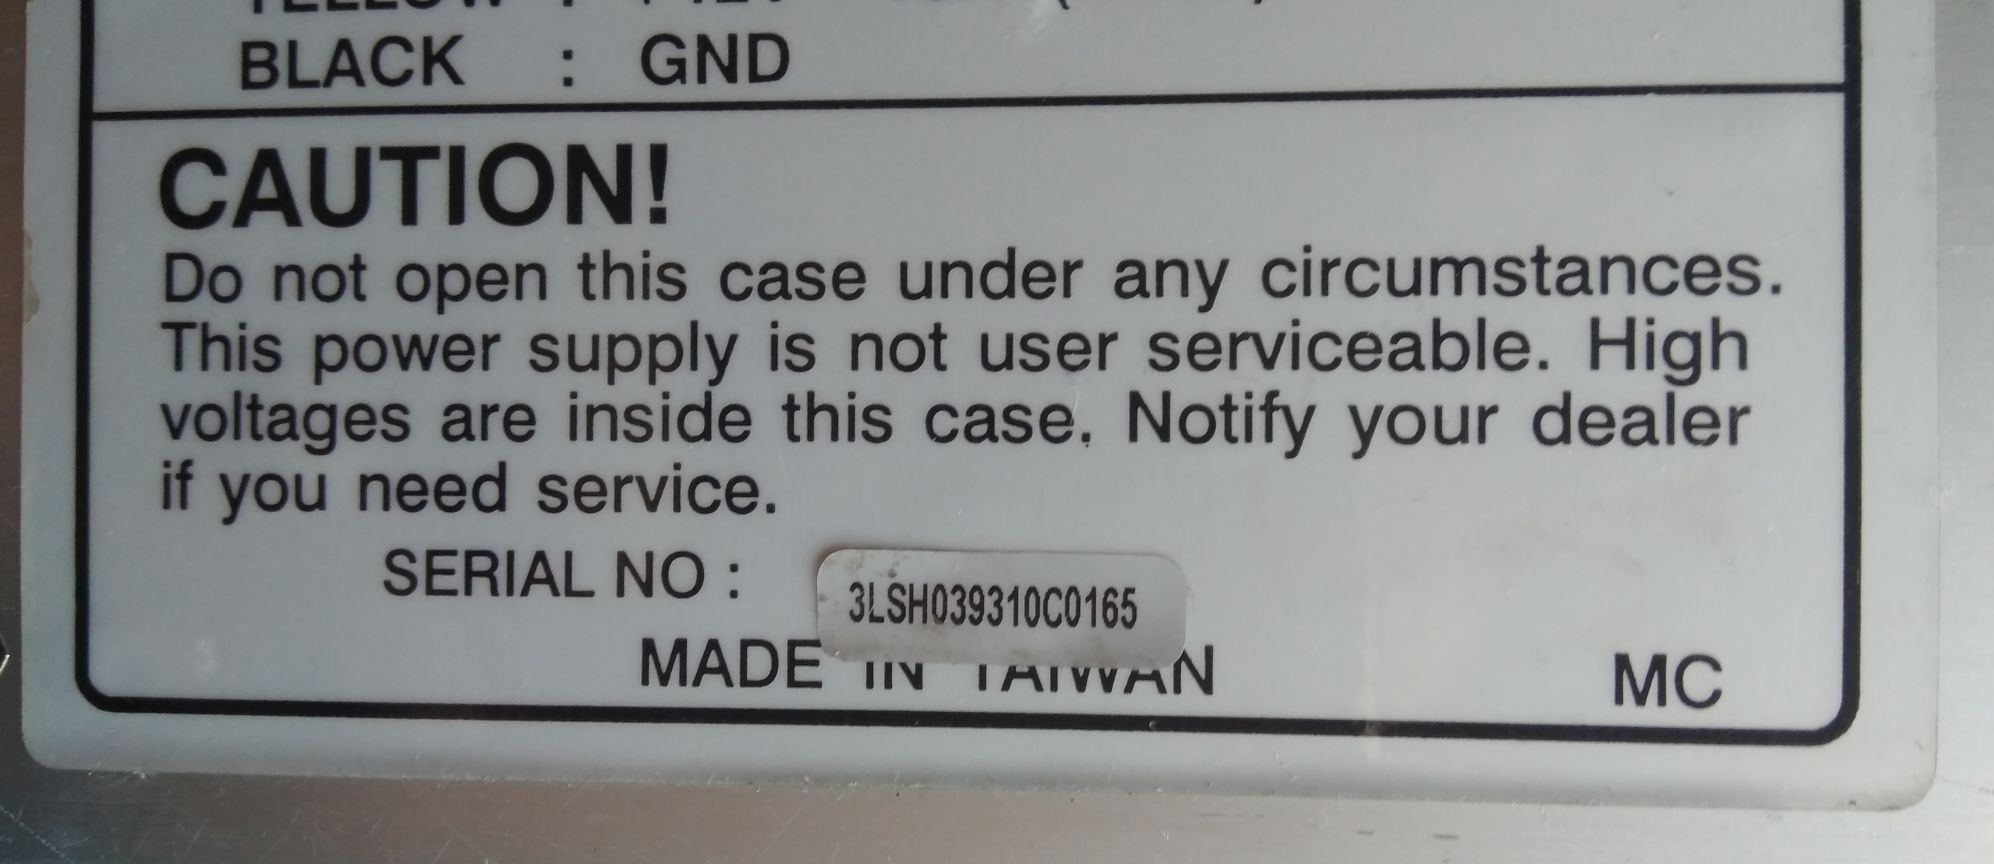 YELLOW :
BLACK : GND
CAUTION!
Do not open this case under any circumstances.
This power supply is not user serviceable. High
voltages are inside this case. Notify your dealer
if you need service.
SERIAL NO : 3LSH039310C0165
MADE IN TAIWAN MC